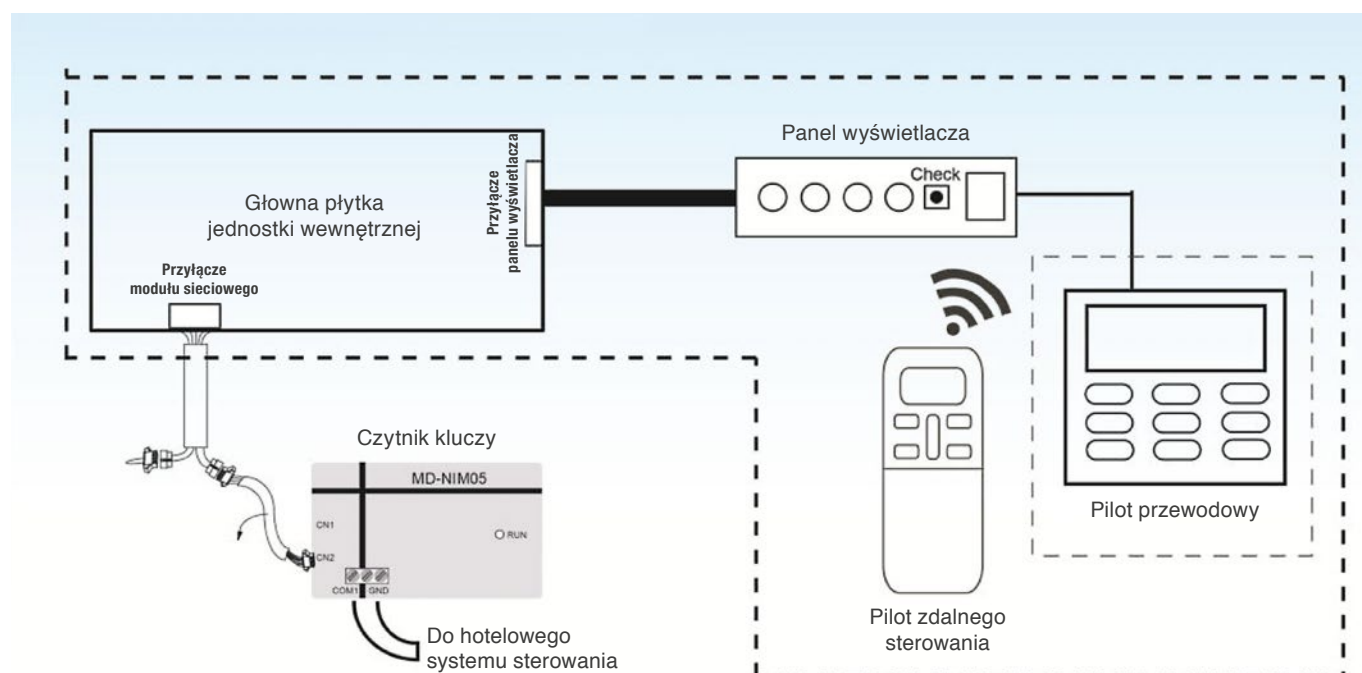 Panel wyświetlacza
Check
Głowna płytka
jednostki wewnętrznej
Przyłącze
panelu wyświetlacza
Przyłącze
modułu sieciowego
Czytnik kluczy
MD-NIM05
CN1
RUN
CN2
COM1 GND
Do hotelowego
systemu sterowania
Pilot zdalnego
sterowania
Pilot przewodowy